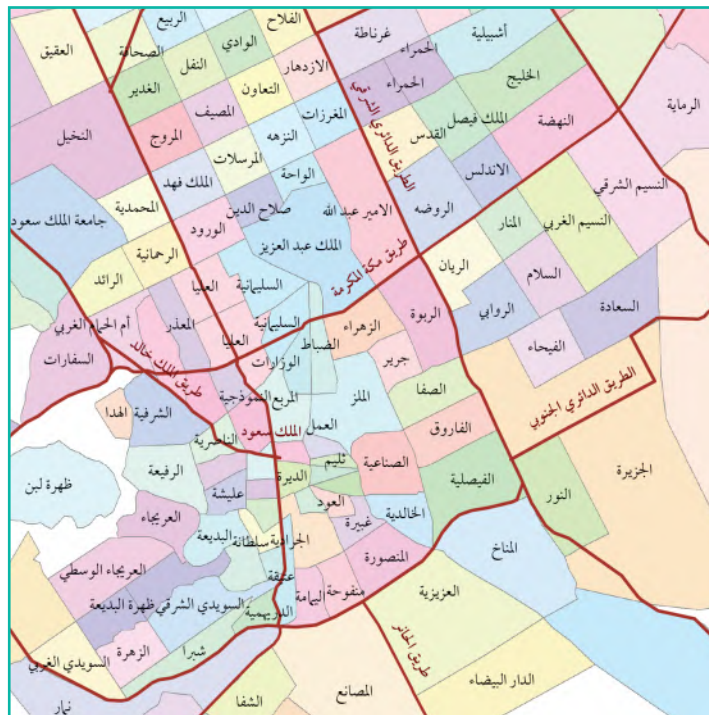 الفلاح
الربيع
غرناطة
أشبيلية
العقيق
الصحافة
الوادي
النفل
الازدهار
الحمراء
الحمراء
الخليج
الغدير
التعاون
الرماية
المصيف
المغرزات
الملك فيصل
النهضة
النخيل
المروج
النزهه
القدس
المرسلات
الطريق الدائري الشرقي
الواحة
الملك فهد
الاندلس
النسيم الشرقي
المحمدية
صلاح الدين
الامير عبد الله
الروضه
جامعة الملك سعود
الورود
المنار
النسيم الغربي
الملك عبد العزيز
الرحمانية
طريق مكة المكرمة
الريان
الرائد
السلام
العليا
السليمانية
الروابي
السعادة
أم الحمام الغربي
المعذر
العليا
السليمانية
الضباط
الزهراء
الربوة
الفيحاء
السفارات
طريق الملك خالد
الوزارات
جرير
الطريق الدائري الجنوبي
الهدا
الشرفية
النموذجية
المربع
الملز
الصفا
الناصرية
الملك سعود
العمل
الفاروق
الرفيعة
ثليم
الصناعية
الجزيرة
ظهرة لبن
عليشة
الديرة
الفيصلية
النور
العريجاء
العود
الخالدية
البديعة
سلطانة
الجرادية
غبيرة
المناخ
العريجاء الوسطي
عتيقة
المنصورة
ظهرة البديعة
السويدي الشرقي
الدريهمية
اليمامة
منفوحة
العزيزية
السويدي الغربي
الزهرة
شبرا
طريق الحائر
الدار البيضاء
نمار
الشفا
المصانع